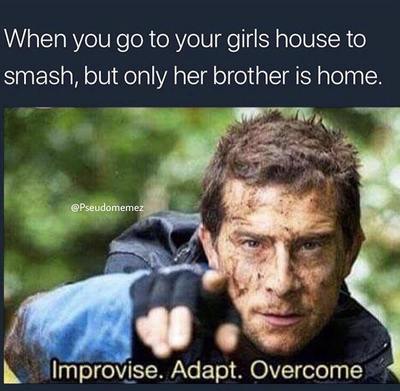 When you go to your girls house to
smash, but only her brother is home.
@Pseudomemez
Improvise. Adapt. Overcome